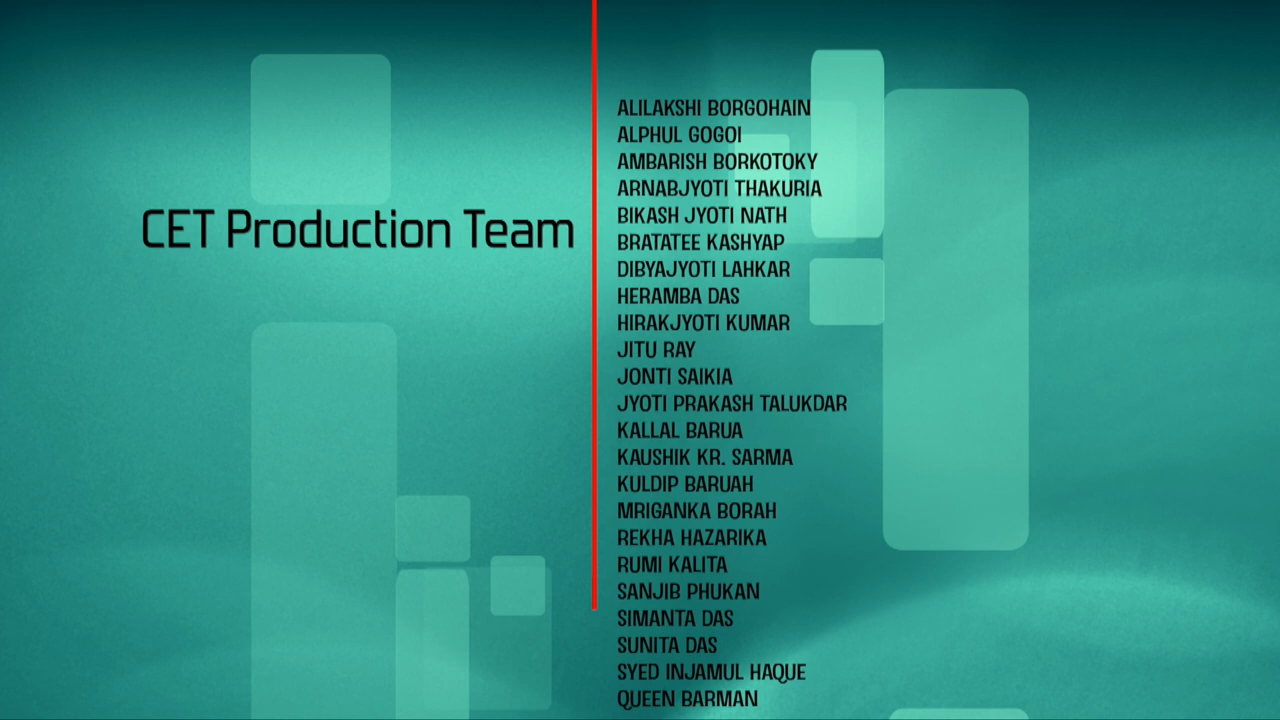 CET Production Team
ALILAKSHI BORGOHAIN
ALPHUL GOGOI
AMBARISH BORKOTOKY
ARNABJYOTI THAKURIA
BIKASH JYOTI NATH
BRATATEE KASHYAP
DIBYAJYOTI LAHKAR
HERAMBA DAS
HIRAKJYOTI KUMAR
JITU RAY
JONTI SAIKIA
JYOTI PRAKASH TALUKDAR
KALLAL BARUA
KAUSHIK KR. SARMA
KULDIP BARUAH
MRIGANKA BORAH
REKHA HAZARIKA
RUMI KALITA
SANJIB PHUKAN
SIMANTA DAS
SUNITA DAS
SYED INJAMUL HAQUE
QUEEN BARMAN